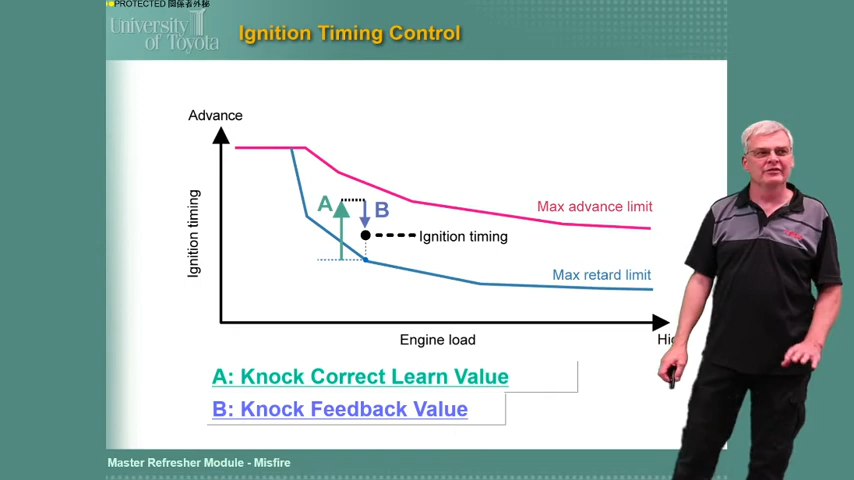 PROTECTED 関係者外秘
University
of Toyota
Ignition Timing Control
Advance
Ignition timing
A
B
Max advance limit
Ignition timing
Max retard limit
Engine load
A: Knock Correct Learn Value
B: Knock Feedback Value
Master Refresher Module - Misfire